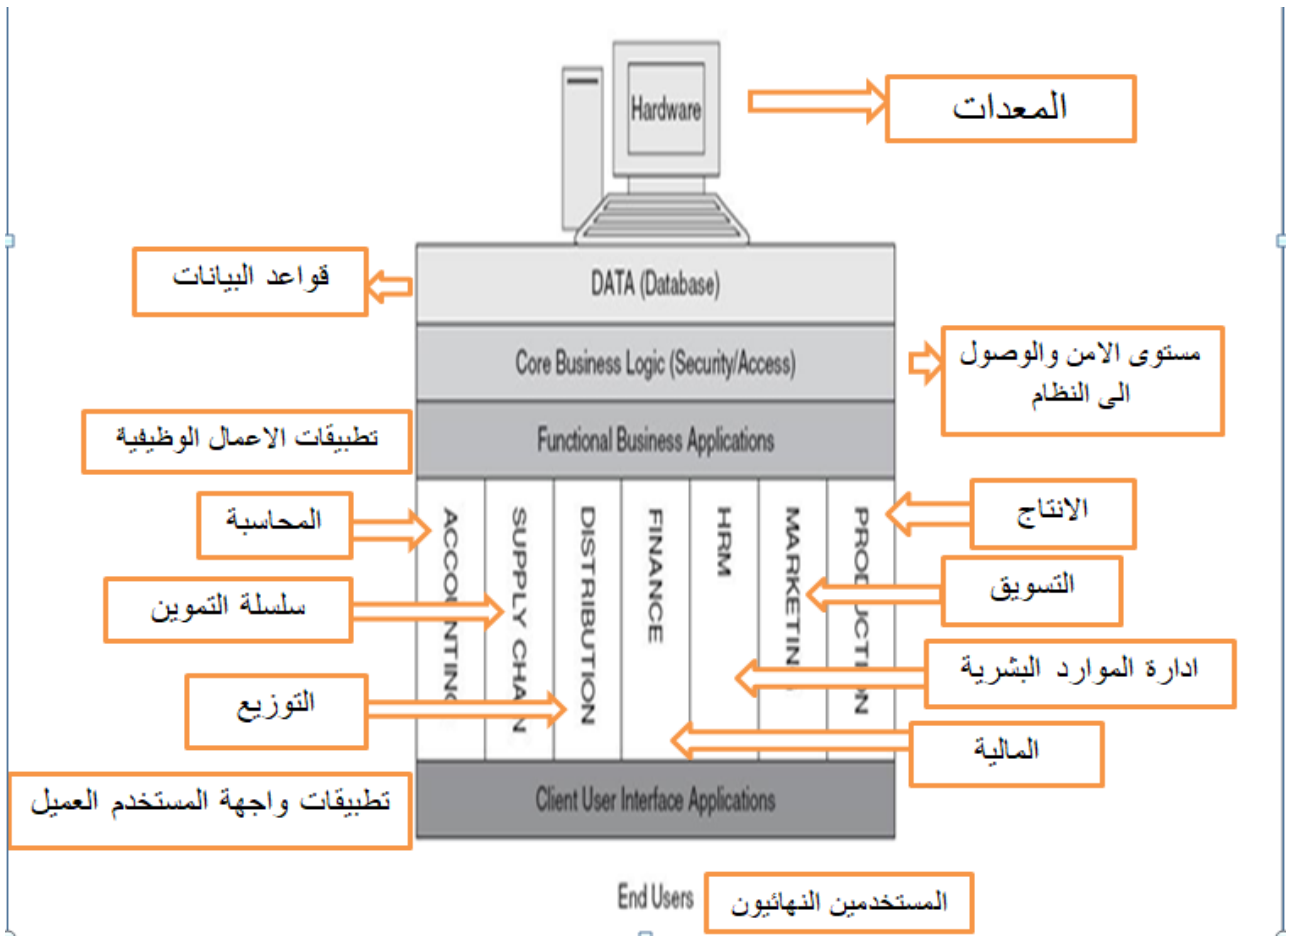 Hardware
المعدات
قواعد البيانات
DATA (Database)
Core Business Logic (Security/Access)
مستوى الامن والوصول
الى النظام
تطبيقات الاعمال الوظيفية
Functional Business Applications
المحاسبة
سلسلة التموين
التوزيع
ACCOUNTING
SUPPLY CHAIN
DISTRIBUTION
FINANCE
HRM
MARKETING
PRODUCTION
الانتاج
التسويق
ادارة الموارد البشرية
المالية
تطبيقات واجهة المستخدم العميل
Client User Interface Applications
End Users
المستخدمين النهائيون